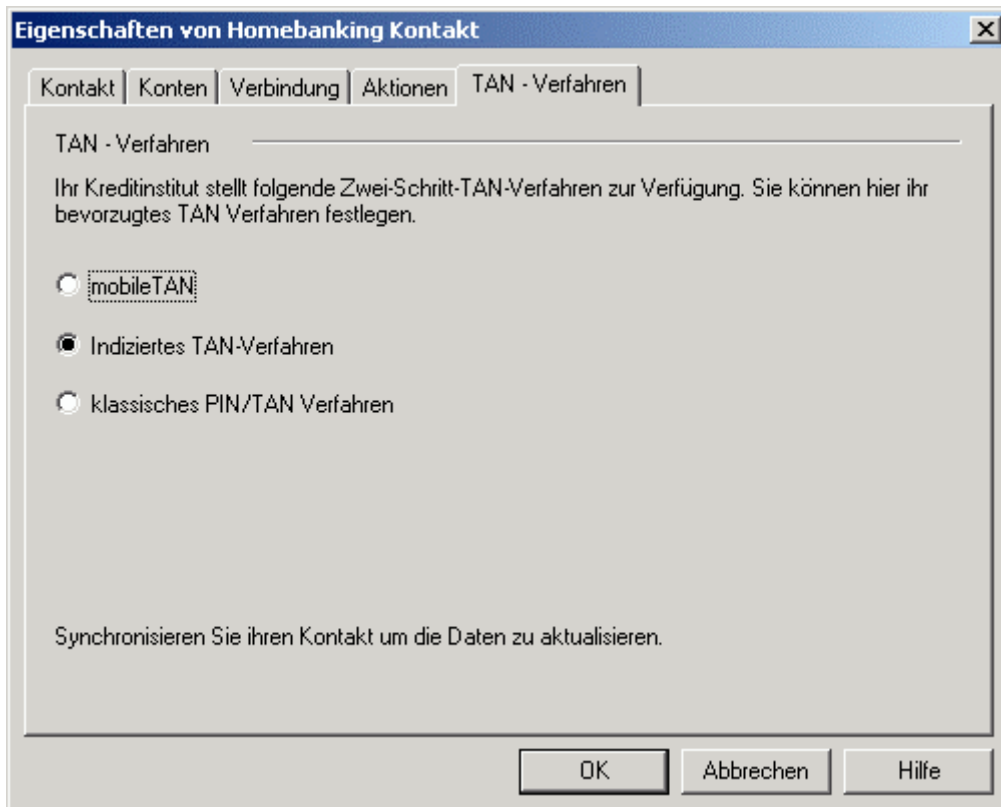 Eigenschaften von Homebanking Kontakt
Kontakt Konten Verbindung Aktionen TAN - Verfahren
TAN - Verfahren
Ihr Kreditinstitut stellt folgende Zwei-Schritt-TAN-Verfahren zur Verfügung. Sie können hier ihr
bevorzugtes TAN Verfahren festlegen.
mobileTAN
Indiziertes TAN-Verfahren
klassisches PIN/TAN Verfahren
Synchronisieren Sie ihren Kontakt um die Daten zu aktualisieren.
OK Abbrechen Hilfe